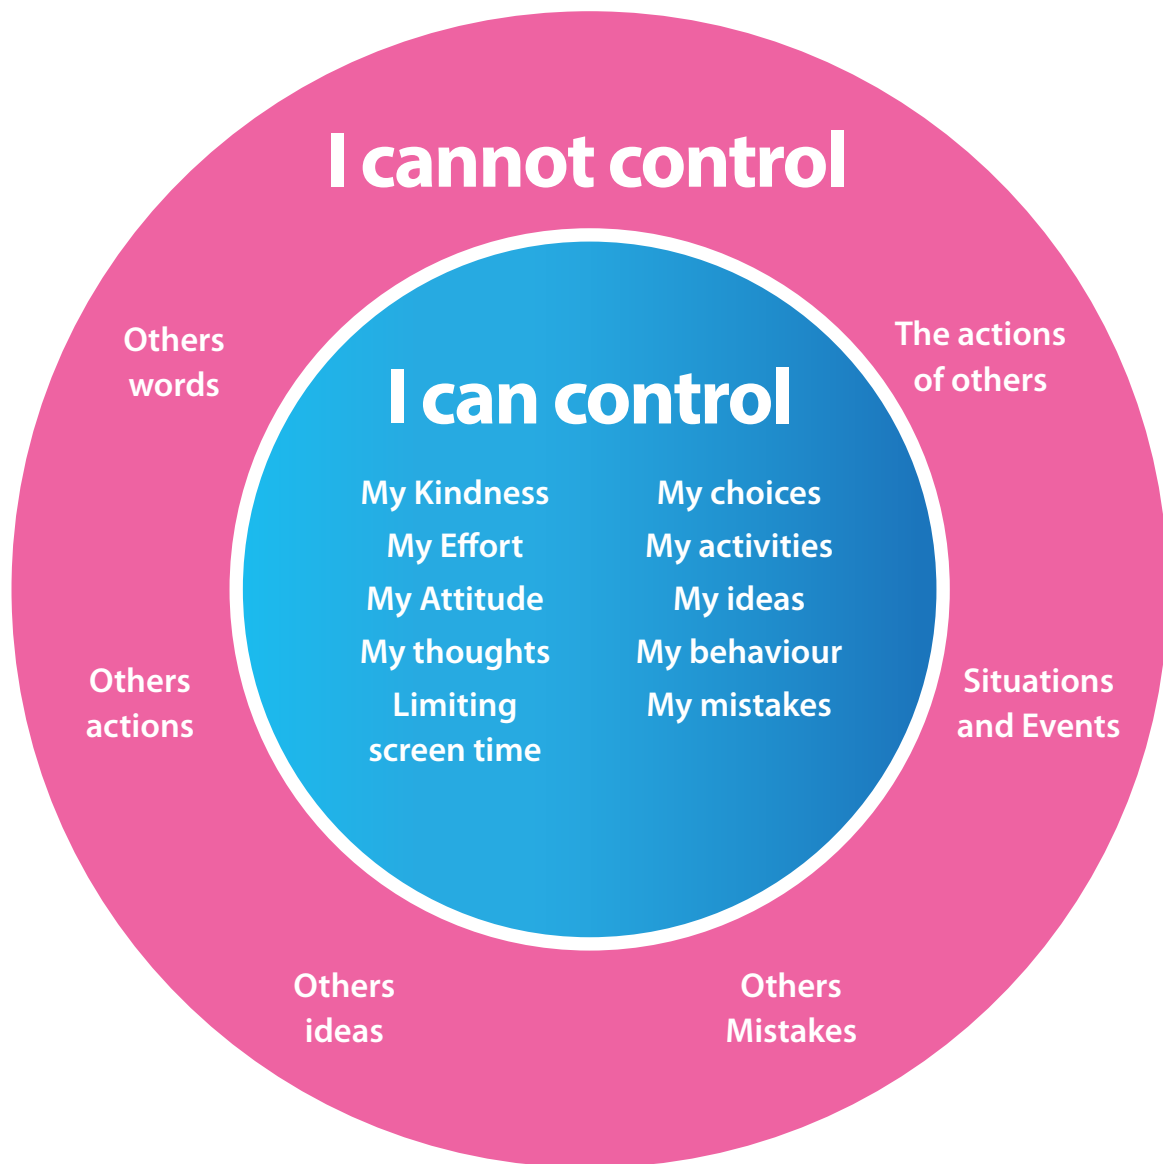 I cannot control
Others
words
The actions
of others
I can control
My Kindness
My Effort
My Attitude
My thoughts
Limiting
screen time
My choices
My activities
My ideas
My behaviour
My mistakes
Others
actions
Situations
and Events
Others
ideas
Others
Mistakes